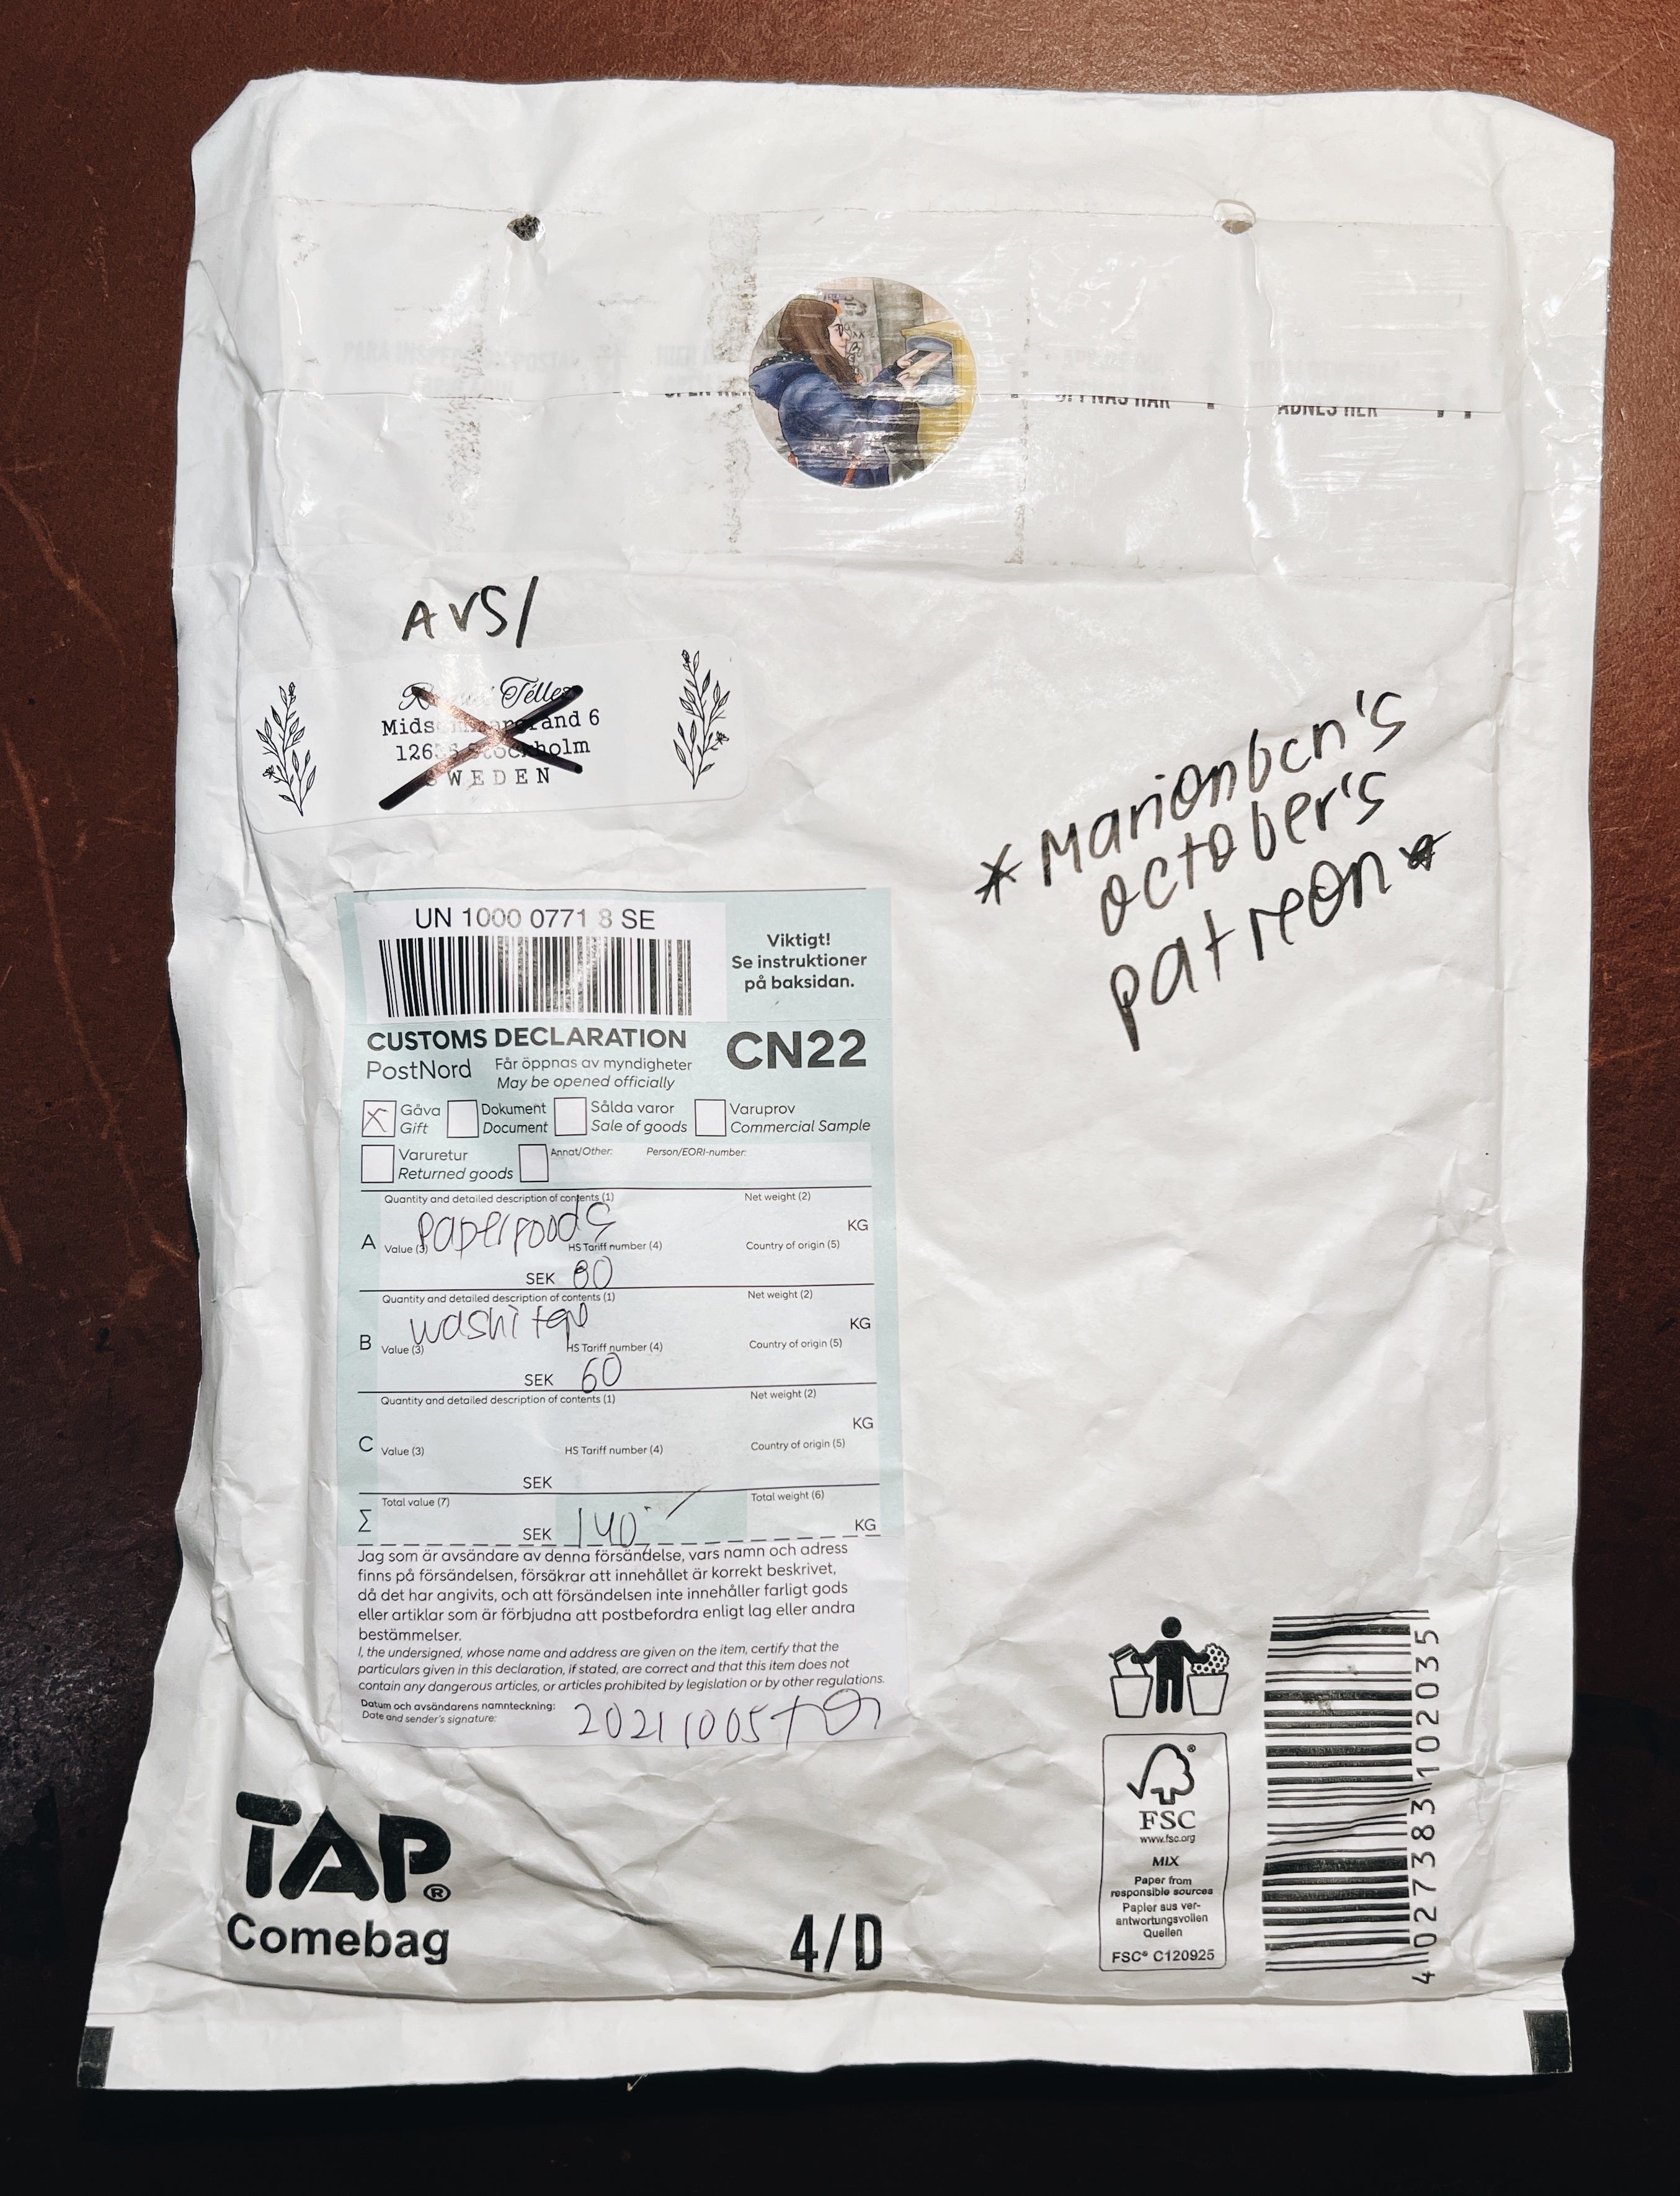 AVS/
Téllez
6
holm
SWEDEN
*Marionbcn's
october's
patreon*
UN 1000 0771 8 SE
Viktigt!
Se instruktioner
på baksidan.
CUSTOMS DECLARATION
CN22
PostNord
Får öppnas av myndigheter
May be opened officially
X Gåva Dokument Sålda varor Varuprov
Gift Document Sale of goods Commercial Sample
Varuretur Annat/Other: Person/EORI-number:
Returned goods
Quantity and detailed description of contents (1) Net weight (2)
papergoods KG
A Value (3) HS Tariff number (4) Country of origin (5)
SEK 80
Quantity and detailed description of contents (1) Net weight (2)
washi tape KG
B Value (3) HS Tariff number (4) Country of origin (5)
SEK 60
Quantity and detailed description of contents (1) Net weight (2)
KG
C Value (3) HS Tariff number (4) Country of origin (5)
SEK
Total value (7) Total weight (6)
Σ SEK 140:- KG
Jag som är avsändare av denna försändelse, vars namn och adress
finns på försändelsen, försäkrar att innehållet är korrekt beskrivet,
då det har angivits, och att försändelsen inte innehåller farligt gods
eller artiklar som är förbjudna att postbefordra enligt lag eller andra
bestämmelser.
I, the undersigned, whose name and address are given on the item, certify that the
particulars given in this declaration, if stated, are correct and that this item does not
contain any dangerous articles, or articles prohibited by legislation or by other regulations.
Datum och avsändarens namnteckning:
Date and sender's signature:
20211005
TAP®
Comebag
4/D
®
FSC
www.fsc.org
MIX
Paper from
responsible sources
Papier aus ver-
antwortungsvollen
Quellen
FSC® C120925
4 027383 102035